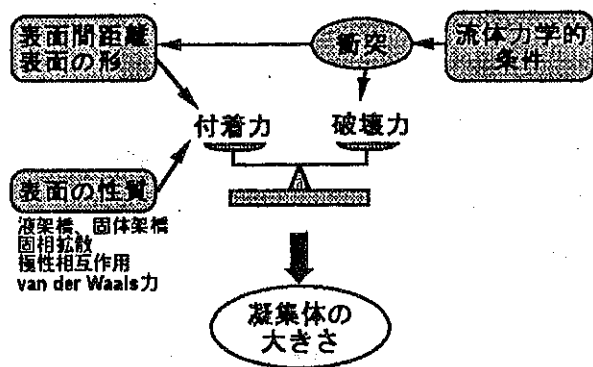 表面間距離
表面の形
衝突
流体力学的
条件
付着力
破壊力
表面の性質
液架橋、固体架橋
固相拡散
極性相互作用
van der Waals力
凝集体の
大きさ